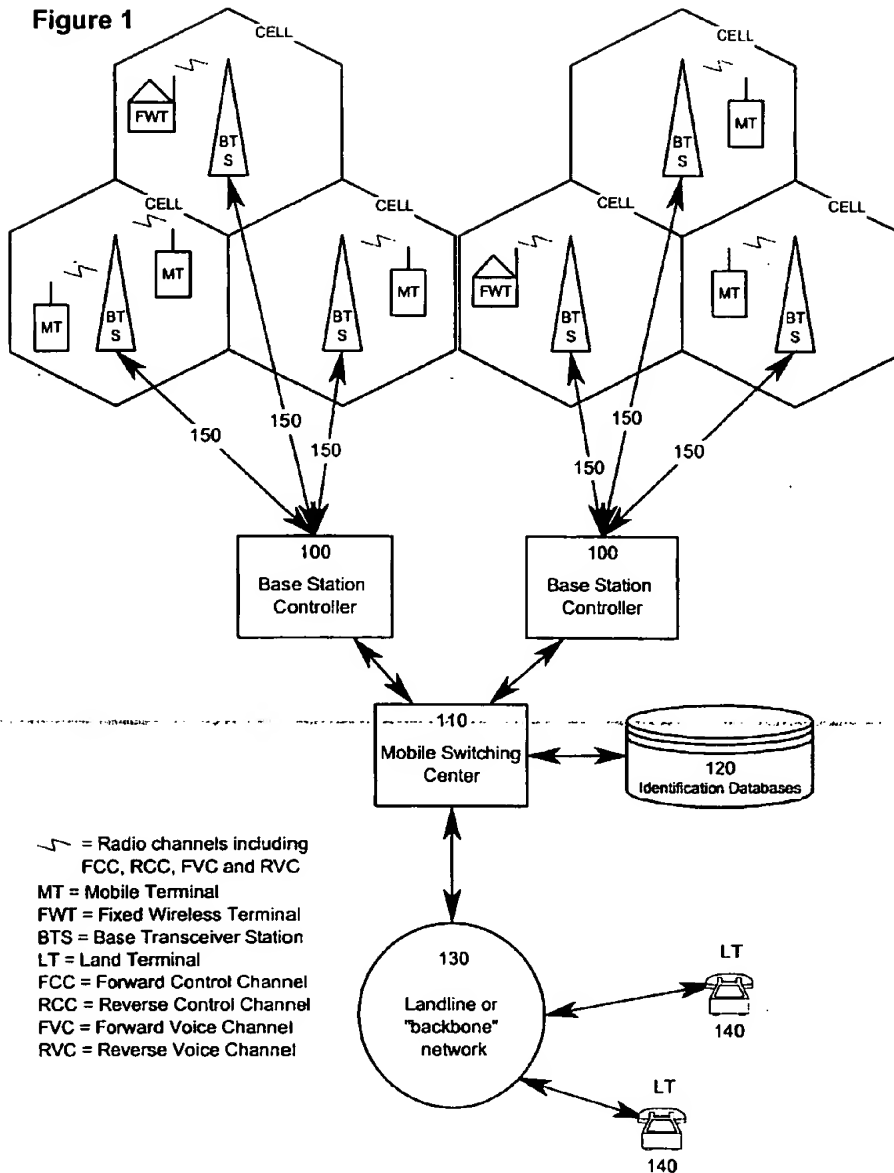 Figure 1
CELL
CELL
FWT
BT
S
MT
BT
S
CELL
CELL
CELL
MT
MT
BT
S
BT
S
MT
FWT
BT
S
MT
BT
S
150
150
150
150
150
150
100
Base Station
Controller
100
Base Station
Controller
110
Mobile Switching
Center
120
Identification Databases
= Radio channels including
FCC, RCC, FVC and RVC
MT = Mobile Terminal
FWT = Fixed Wireless Terminal
BTS = Base Transceiver Station
LT = Land Terminal
FCC = Forward Control Channel
RCC = Reverse Control Channel
FVC = Forward Voice Channel
RVC = Reverse Voice Channel
130
Landline or
"backbone"
network
LT
140
LT
140